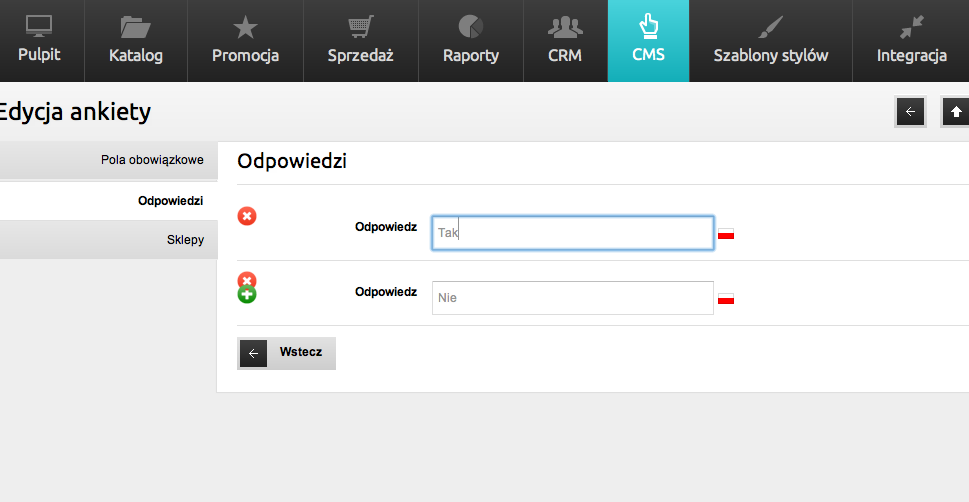 Pulpit Katalog Promocja Sprzedaż Raporty CRM CMS Szablony stylów Integracja
Edycja ankiety
Pola obowiązkowe
Odpowiedzi
Sklepy
Odpowiedzi
Odpowiedz Tak
Odpowiedz Nie
Wstecz